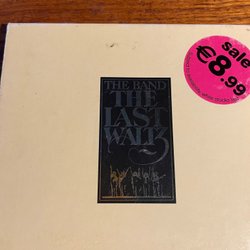 THE BAND
THE
LAST
WALTZ
sale
€8.99